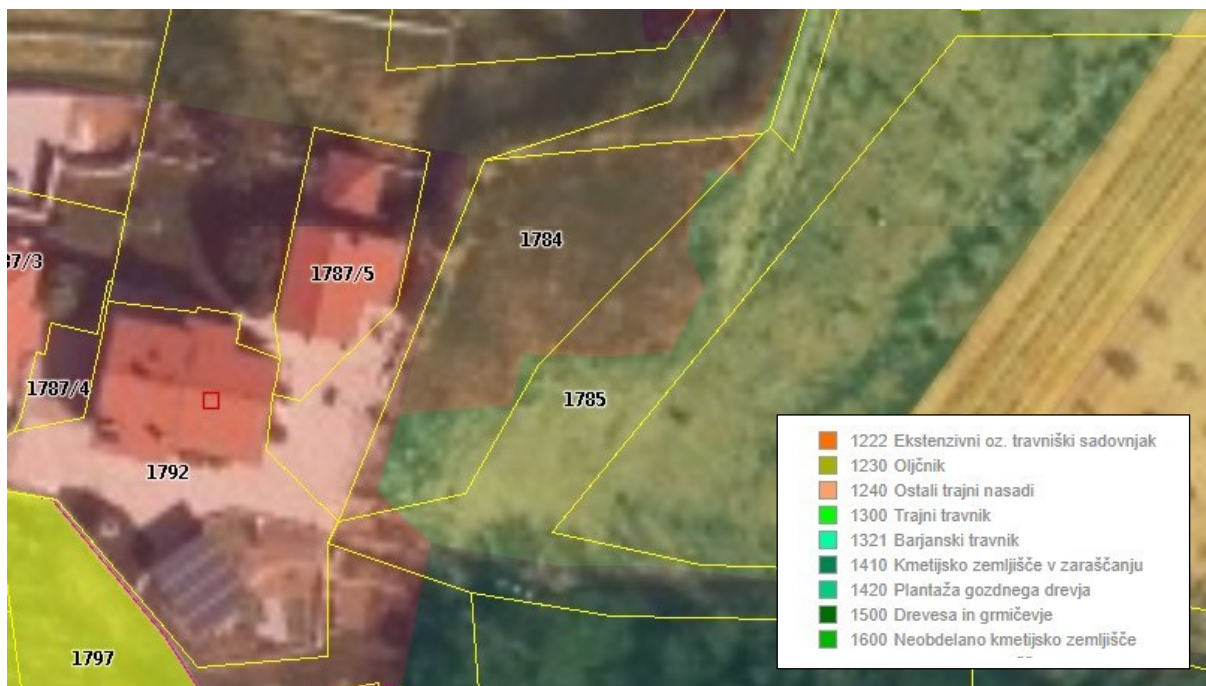 1784
37/3
1787/5
1787/4
1785
1792
1797
1222 Ekstenzivni oz. travniški sadovnjak
1230 Oljčnik
1240 Ostali trajni nasadi
1300 Trajni travnik
1321 Barjanski travnik
1410 Kmetijsko zemljišče v zaraščanju
1420 Plantaža gozdnega drevja
1500 Drevesa in grmičevje
1600 Neobdelano kmetijsko zemljišče